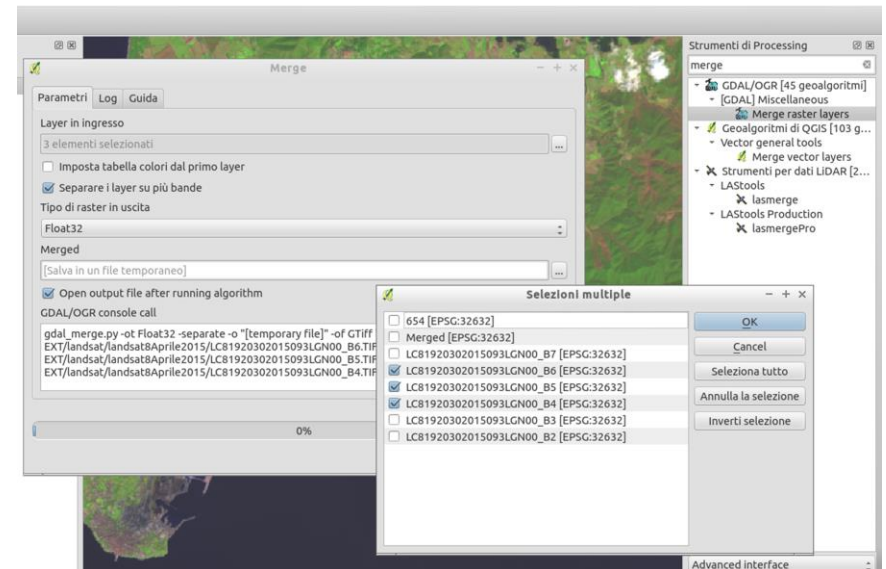 Merge
Parametri Log Guida
Layer in ingresso
3 elementi selezionati
...
Imposta tabella colori dal primo layer
Separare i layer su più bande
Tipo di raster in uscita
Float32
Merged
[Salva in un file temporaneo]
...
Open output file after running algorithm
GDAL/OGR console call
gdal_merge.py -ot Float32 -separate -o "[temporary file]" -of GTiff
EXT/landsat/landsat8Aprile2015/LC81920302015093LGN00_B6.TIF
EXT/landsat/landsat8Aprile2015/LC81920302015093LGN00_B5.TIF
EXT/landsat/landsat8Aprile2015/LC81920302015093LGN00_B4.TIF
0%
Selezioni multiple
654 [EPSG:32632]
Merged [EPSG:32632]
LC81920302015093LGN00_B7 [EPSG:32632]
LC81920302015093LGN00_B6 [EPSG:32632]
LC81920302015093LGN00_B5 [EPSG:32632]
LC81920302015093LGN00_B4 [EPSG:32632]
LC81920302015093LGN00_B3 [EPSG:32632]
LC81920302015093LGN00_B2 [EPSG:32632]
OK
Cancel
Seleziona tutto
Annulla la selezione
Inverti selezione
Strumenti di Processing
merge
GDAL/OGR [45 geoalgoritmi]
[GDAL] Miscellaneous
Merge raster layers
Geoalgoritmi di QGIS [103 g...
Vector general tools
Merge vector layers
Strumenti per dati LiDAR [2...
LAStools
lasmerge
LAStools Production
lasmergePro
Advanced interface